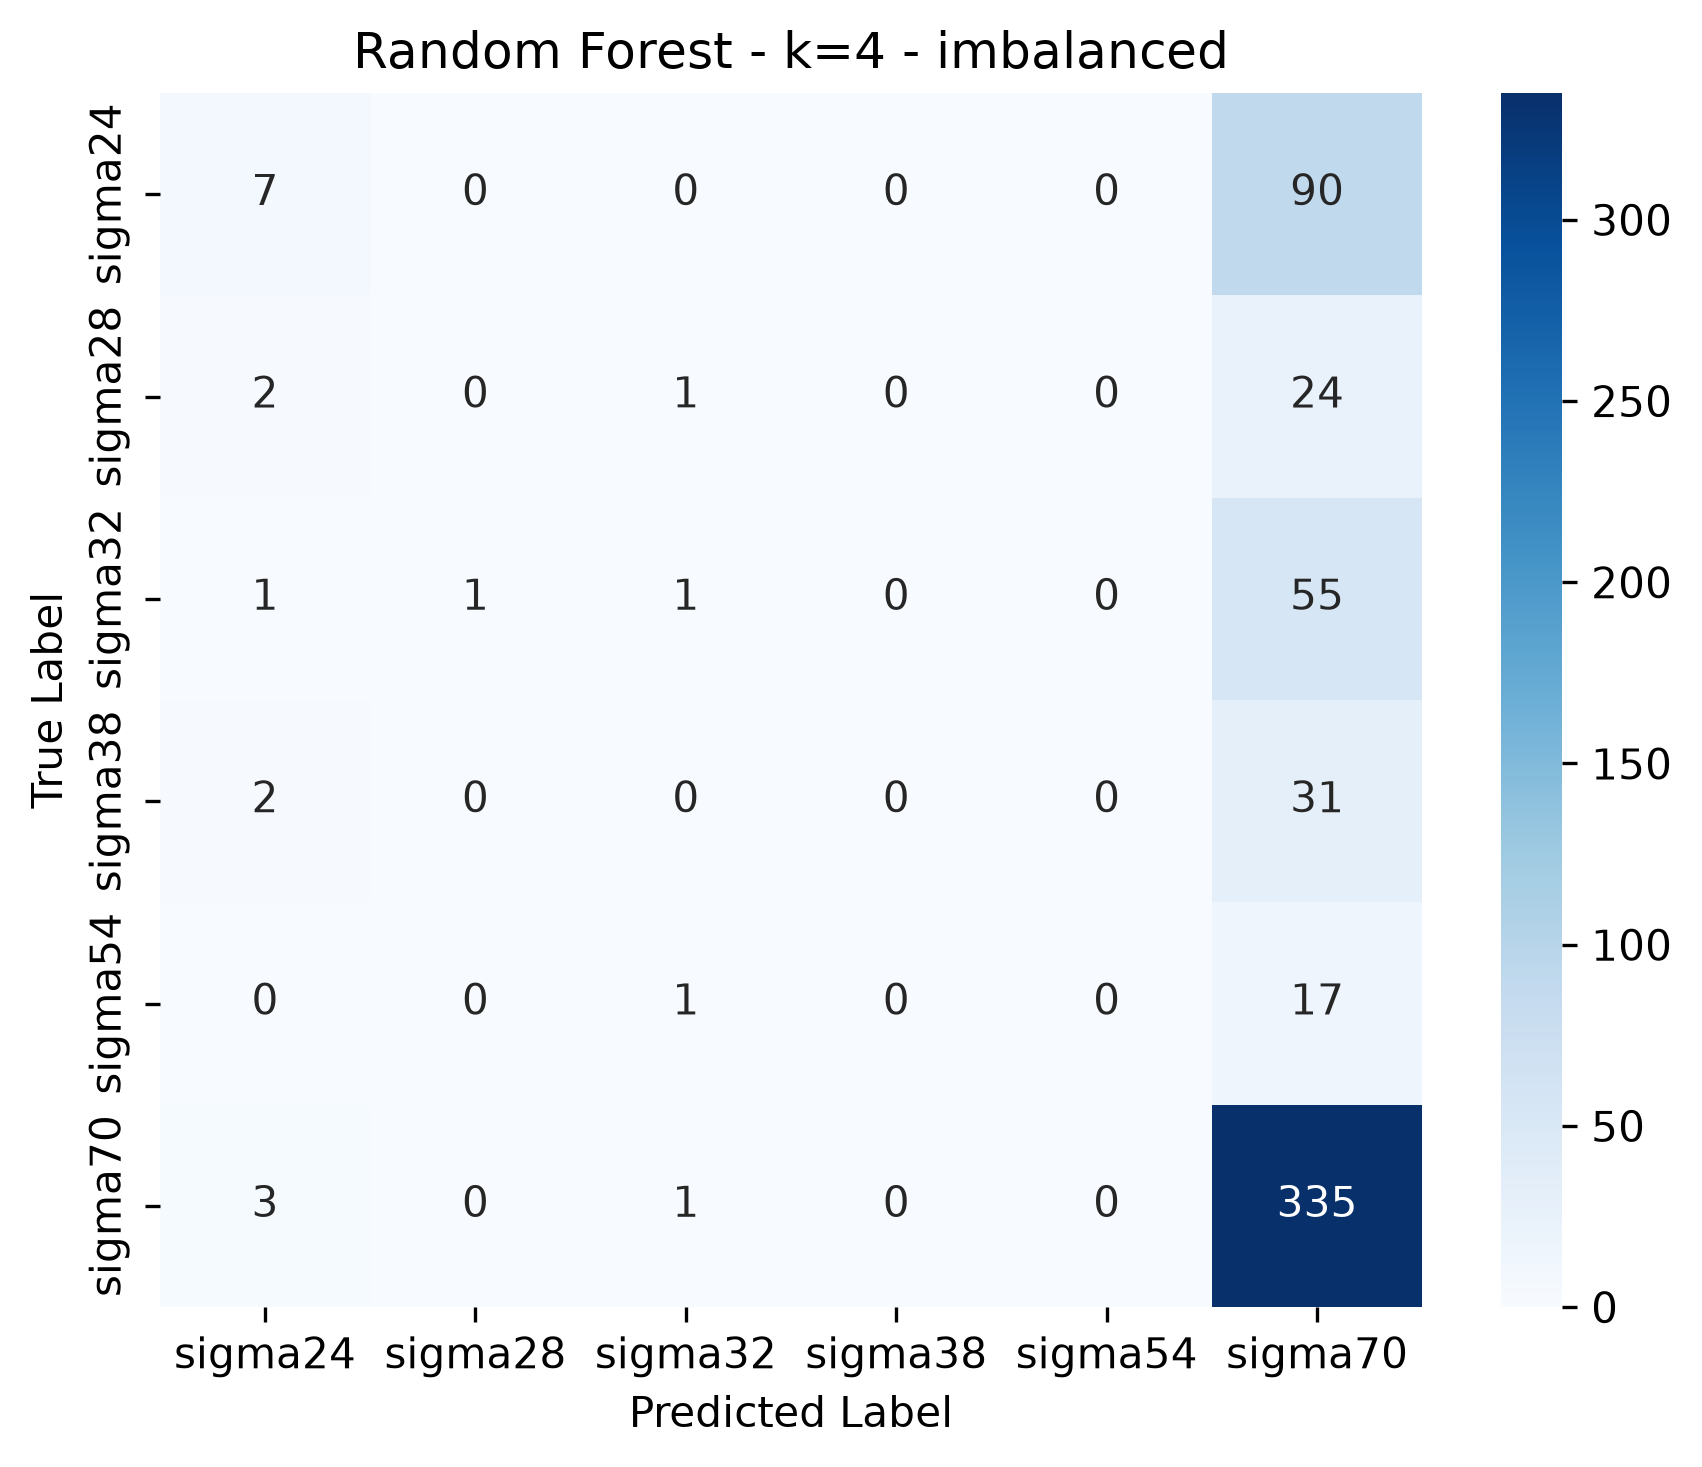 Random Forest - k=4 - imbalanced
True Label
sigma24 7 0 0 0 0 90
sigma28 2 0 1 0 0 24
sigma32 1 1 1 0 0 55
sigma38 2 0 0 0 0 31
sigma54 0 0 1 0 0 17
sigma70 3 0 1 0 0 335
sigma24 sigma28 sigma32 sigma38 sigma54 sigma70
Predicted Label
300
250
200
150
100
50
0